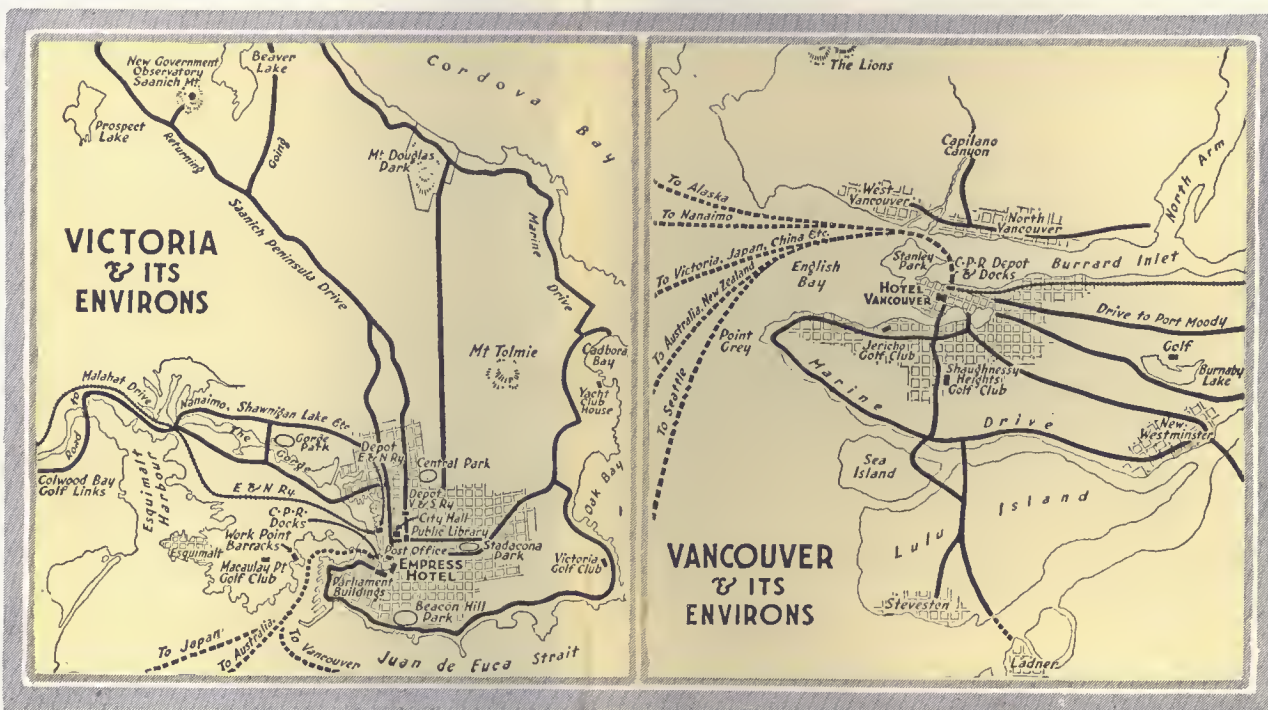 New Government
Observatory
Saanich Mt.
Beaver
Lake
Prospect
Lake
Returning
Going
Cordova Bay
Mt Douglas
Park
Saanich Peninsula Drive
Marine Drive
VICTORIA
& ITS
ENVIRONS
Mt Tolmie
Cadbora
Bay
Yacht
Club
House
Malahat Drive
Nanaimo, Shawnigan Lake Etc
Road to
The Gorge
Gorge
Park
Depot
E & N Ry
Central Park
Oak Bay
Colwood Bay
Golf Links
Esquimalt
Harbour
E & N Ry.
Depot
V & S Ry
C·P·R·
Docks
City Hall
Public Library
Work Point
Barracks
Post Office
Stadacona
Park
Esquimalt
EMPRESS
HOTEL
Macaulay Pt
Golf Club
Victoria
Golf Club
Parliament
Buildings
Beacon Hill
Park
To Japan
To Australia
To Vancouver
Juan de Fuca Strait
The Lions
Capilano
Canyon
North Arm
To Alaska
West
Vancouver
To Nanaimo
North
Vancouver
To Victoria, Japan, China Etc.
Stanley
Park
C·P·R Depot
& Docks
Burrard Inlet
English
Bay
HOTEL
VANCOUVER
To Australia, New Zealand
Drive to Port Moody
Point
Grey
Jericho
Golf Club
Golf
To Seattle
Shaughnessy
Heights
Golf Club
Burnaby
Lake
Marine Drive
New
Westminster
Sea
Island
Lulu Island
VANCOUVER
& ITS
ENVIRONS
Steveston
Ladner